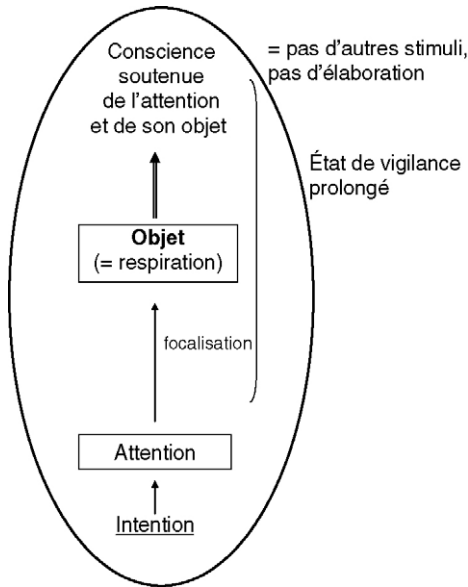 Conscience
soutenue
de l'attention
et de son objet
= pas d'autres stimuli,
pas d'élaboration
État de vigilance
prolongé
Objet
(= respiration)
focalisation
Attention
Intention